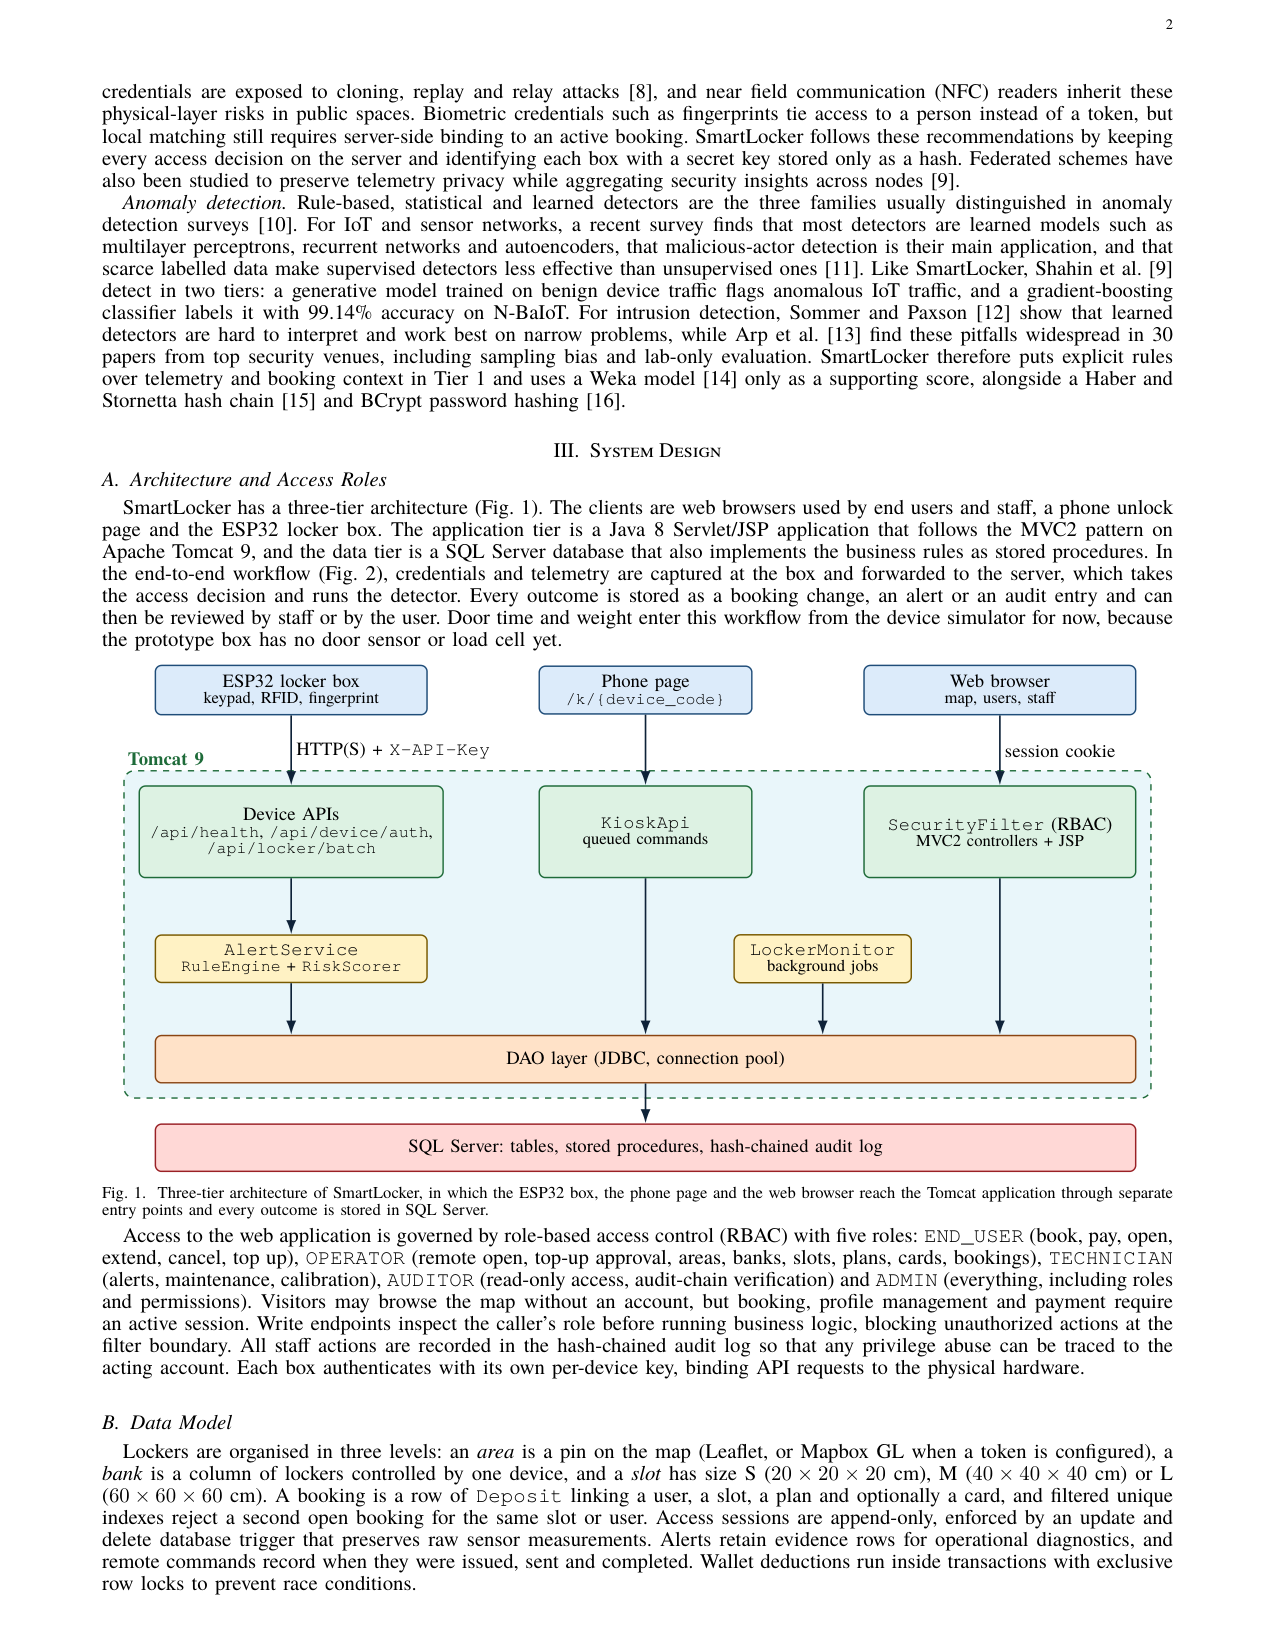 2
credentials are exposed to cloning, replay and relay attacks [8], and near field communication (NFC) readers inherit these
physical-layer risks in public spaces. Biometric credentials such as fingerprints tie access to a person instead of a token, but
local matching still requires server-side binding to an active booking. SmartLocker follows these recommendations by keeping
every access decision on the server and identifying each box with a secret key stored only as a hash. Federated schemes have
also been studied to preserve telemetry privacy while aggregating security insights across nodes [9].
Anomaly detection. Rule-based, statistical and learned detectors are the three families usually distinguished in anomaly
detection surveys [10]. For IoT and sensor networks, a recent survey finds that most detectors are learned models such as
multilayer perceptrons, recurrent networks and autoencoders, that malicious-actor detection is their main application, and that
scarce labelled data make supervised detectors less effective than unsupervised ones [11]. Like SmartLocker, Shahin et al. [9]
detect in two tiers: a generative model trained on benign device traffic flags anomalous IoT traffic, and a gradient-boosting
classifier labels it with 99.14% accuracy on N-BaIoT. For intrusion detection, Sommer and Paxson [12] show that learned
detectors are hard to interpret and work best on narrow problems, while Arp et al. [13] find these pitfalls widespread in 30
papers from top security venues, including sampling bias and lab-only evaluation. SmartLocker therefore puts explicit rules
over telemetry and booking context in Tier 1 and uses a Weka model [14] only as a supporting score, alongside a Haber and
Stornetta hash chain [15] and BCrypt password hashing [16].
III. System Design
A. Architecture and Access Roles
SmartLocker has a three-tier architecture (Fig. 1). The clients are web browsers used by end users and staff, a phone unlock
page and the ESP32 locker box. The application tier is a Java 8 Servlet/JSP application that follows the MVC2 pattern on
Apache Tomcat 9, and the data tier is a SQL Server database that also implements the business rules as stored procedures. In
the end-to-end workflow (Fig. 2), credentials and telemetry are captured at the box and forwarded to the server, which takes
the access decision and runs the detector. Every outcome is stored as a booking change, an alert or an audit entry and can
then be reviewed by staff or by the user. Door time and weight enter this workflow from the device simulator for now, because
the prototype box has no door sensor or load cell yet.
ESP32 locker box
keypad, RFID, fingerprint
Phone page
/k/{device_code}
Web browser
map, users, staff
HTTP(S) + X-API-Key
session cookie
Tomcat 9
Device APIs
/api/health, /api/device/auth,
/api/locker/batch
KioskApi
queued commands
SecurityFilter (RBAC)
MVC2 controllers + JSP
AlertService
RuleEngine + RiskScorer
LockerMonitor
background jobs
DAO layer (JDBC, connection pool)
SQL Server: tables, stored procedures, hash-chained audit log
Fig. 1. Three-tier architecture of SmartLocker, in which the ESP32 box, the phone page and the web browser reach the Tomcat application through separate
entry points and every outcome is stored in SQL Server.
Access to the web application is governed by role-based access control (RBAC) with five roles: END_USER (book, pay, open,
extend, cancel, top up), OPERATOR (remote open, top-up approval, areas, banks, slots, plans, cards, bookings), TECHNICIAN
(alerts, maintenance, calibration), AUDITOR (read-only access, audit-chain verification) and ADMIN (everything, including roles
and permissions). Visitors may browse the map without an account, but booking, profile management and payment require
an active session. Write endpoints inspect the caller's role before running business logic, blocking unauthorized actions at the
filter boundary. All staff actions are recorded in the hash-chained audit log so that any privilege abuse can be traced to the
acting account. Each box authenticates with its own per-device key, binding API requests to the physical hardware.
B. Data Model
Lockers are organised in three levels: an area is a pin on the map (Leaflet, or Mapbox GL when a token is configured), a
bank is a column of lockers controlled by one device, and a slot has size S (20 × 20 × 20 cm), M (40 × 40 × 40 cm) or L
(60 × 60 × 60 cm). A booking is a row of Deposit linking a user, a slot, a plan and optionally a card, and filtered unique
indexes reject a second open booking for the same slot or user. Access sessions are append-only, enforced by an update and
delete database trigger that preserves raw sensor measurements. Alerts retain evidence rows for operational diagnostics, and
remote commands record when they were issued, sent and completed. Wallet deductions run inside transactions with exclusive
row locks to prevent race conditions.